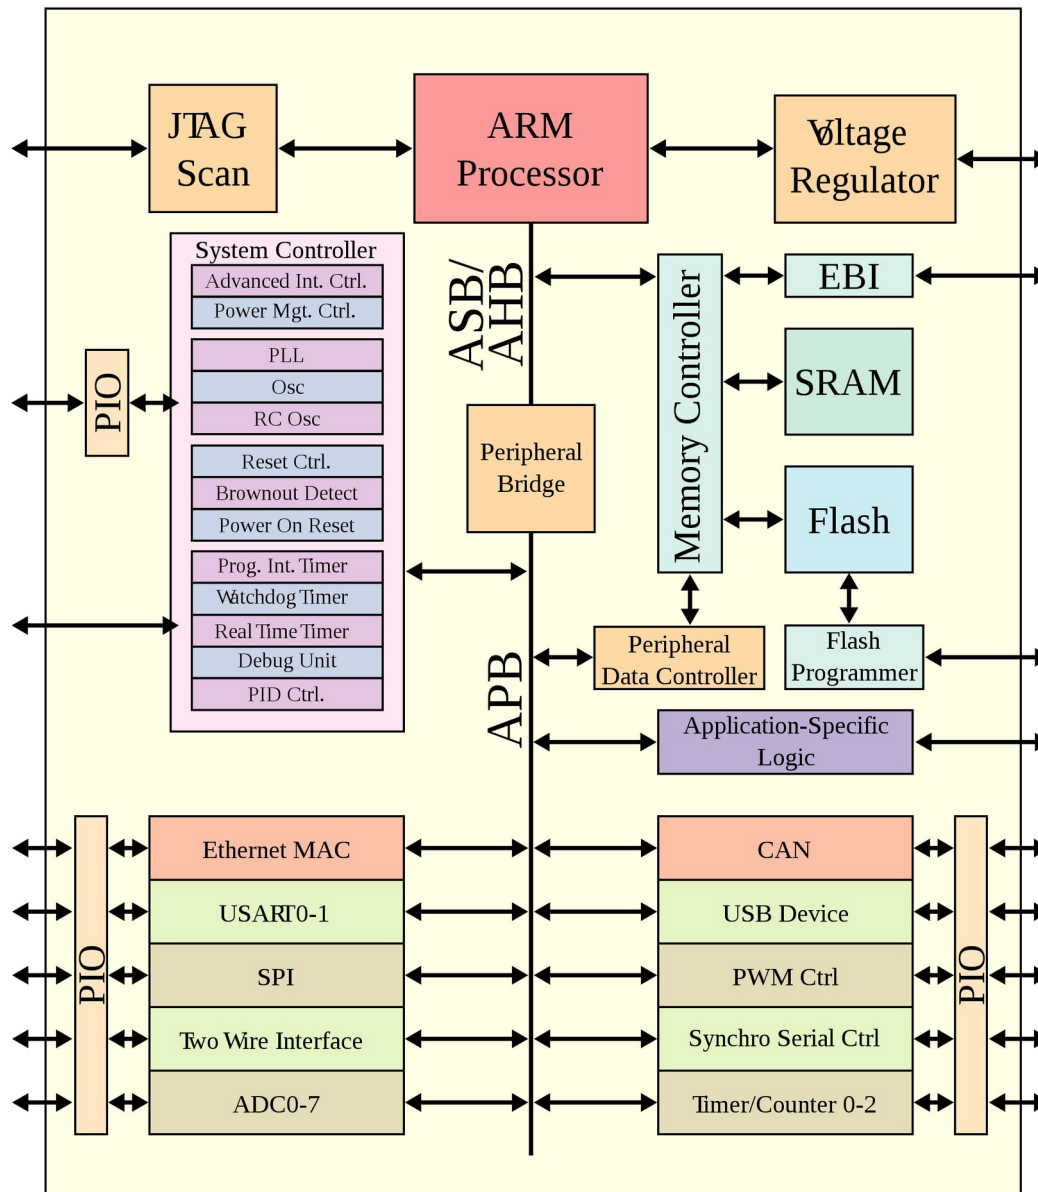 JTAG
Scan
ARM
Processor
Voltage
Regulator
System Controller
Advanced Int. Ctrl.
Power Mgt. Ctrl.
PLL
Osc
RC Osc
Reset Ctrl.
Brownout Detect
Power On Reset
Prog. Int. Timer
Watchdog Timer
Real Time Timer
Debug Unit
PID Ctrl.
PIO
ASB/
AHB
Peripheral
Bridge
APB
Memory Controller
EBI
SRAM
Flash
Peripheral
Data Controller
Flash
Programmer
Application-Specific
Logic
PIO
Ethernet MAC
USART0-1
SPI
Two Wire Interface
ADC0-7
CAN
USB Device
PWM Ctrl
Synchro Serial Ctrl
Timer/Counter 0-2
PIO